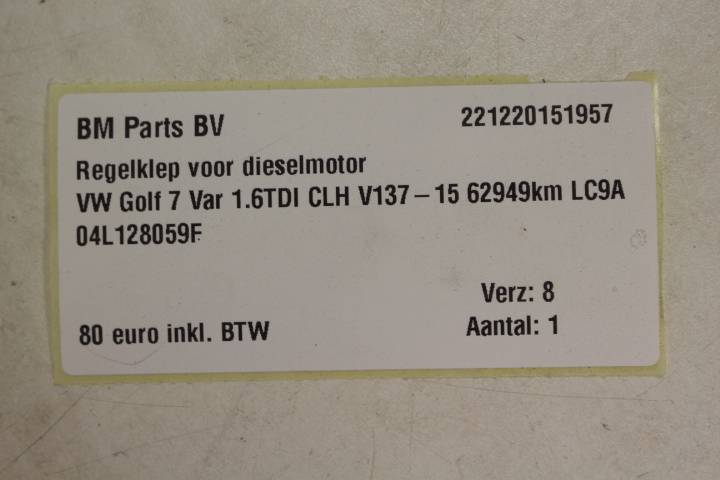 BM Parts BV 221220151957
Regelklep voor dieselmotor
VW Golf 7 Var 1.6TDI CLH V137-15 62949km LC9A
04L128059F
Verz: 8
80 euro inkl. BTW Aantal: 1